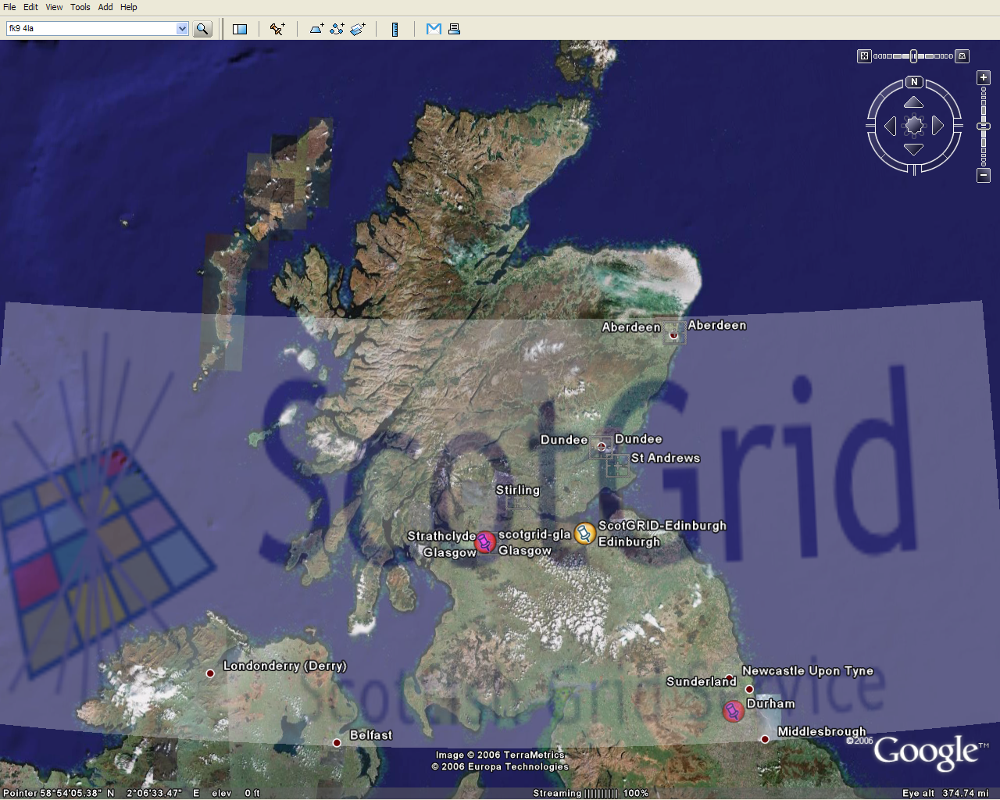 File Edit View Tools Add Help
fk9 4la
N
Aberdeen Aberdeen
ScotGrid
Dundee Dundee
St Andrews
Stirling
Strathclyde scotgrid-gla ScotGRID-Edinburgh
Glasgow Glasgow Edinburgh
Londonderry (Derry)
Scottish Grid Service
Newcastle Upon Tyne
Sunderland
Durham
Belfast
Middlesbrough
©2006 Google™
Image © 2006 TerraMetrics
© 2006 Europa Technologies
Pointer 58°54'05.38" N 2°06'33.47" E elev 0 ft Streaming |||||||||| 100% Eye alt 374.74 mi